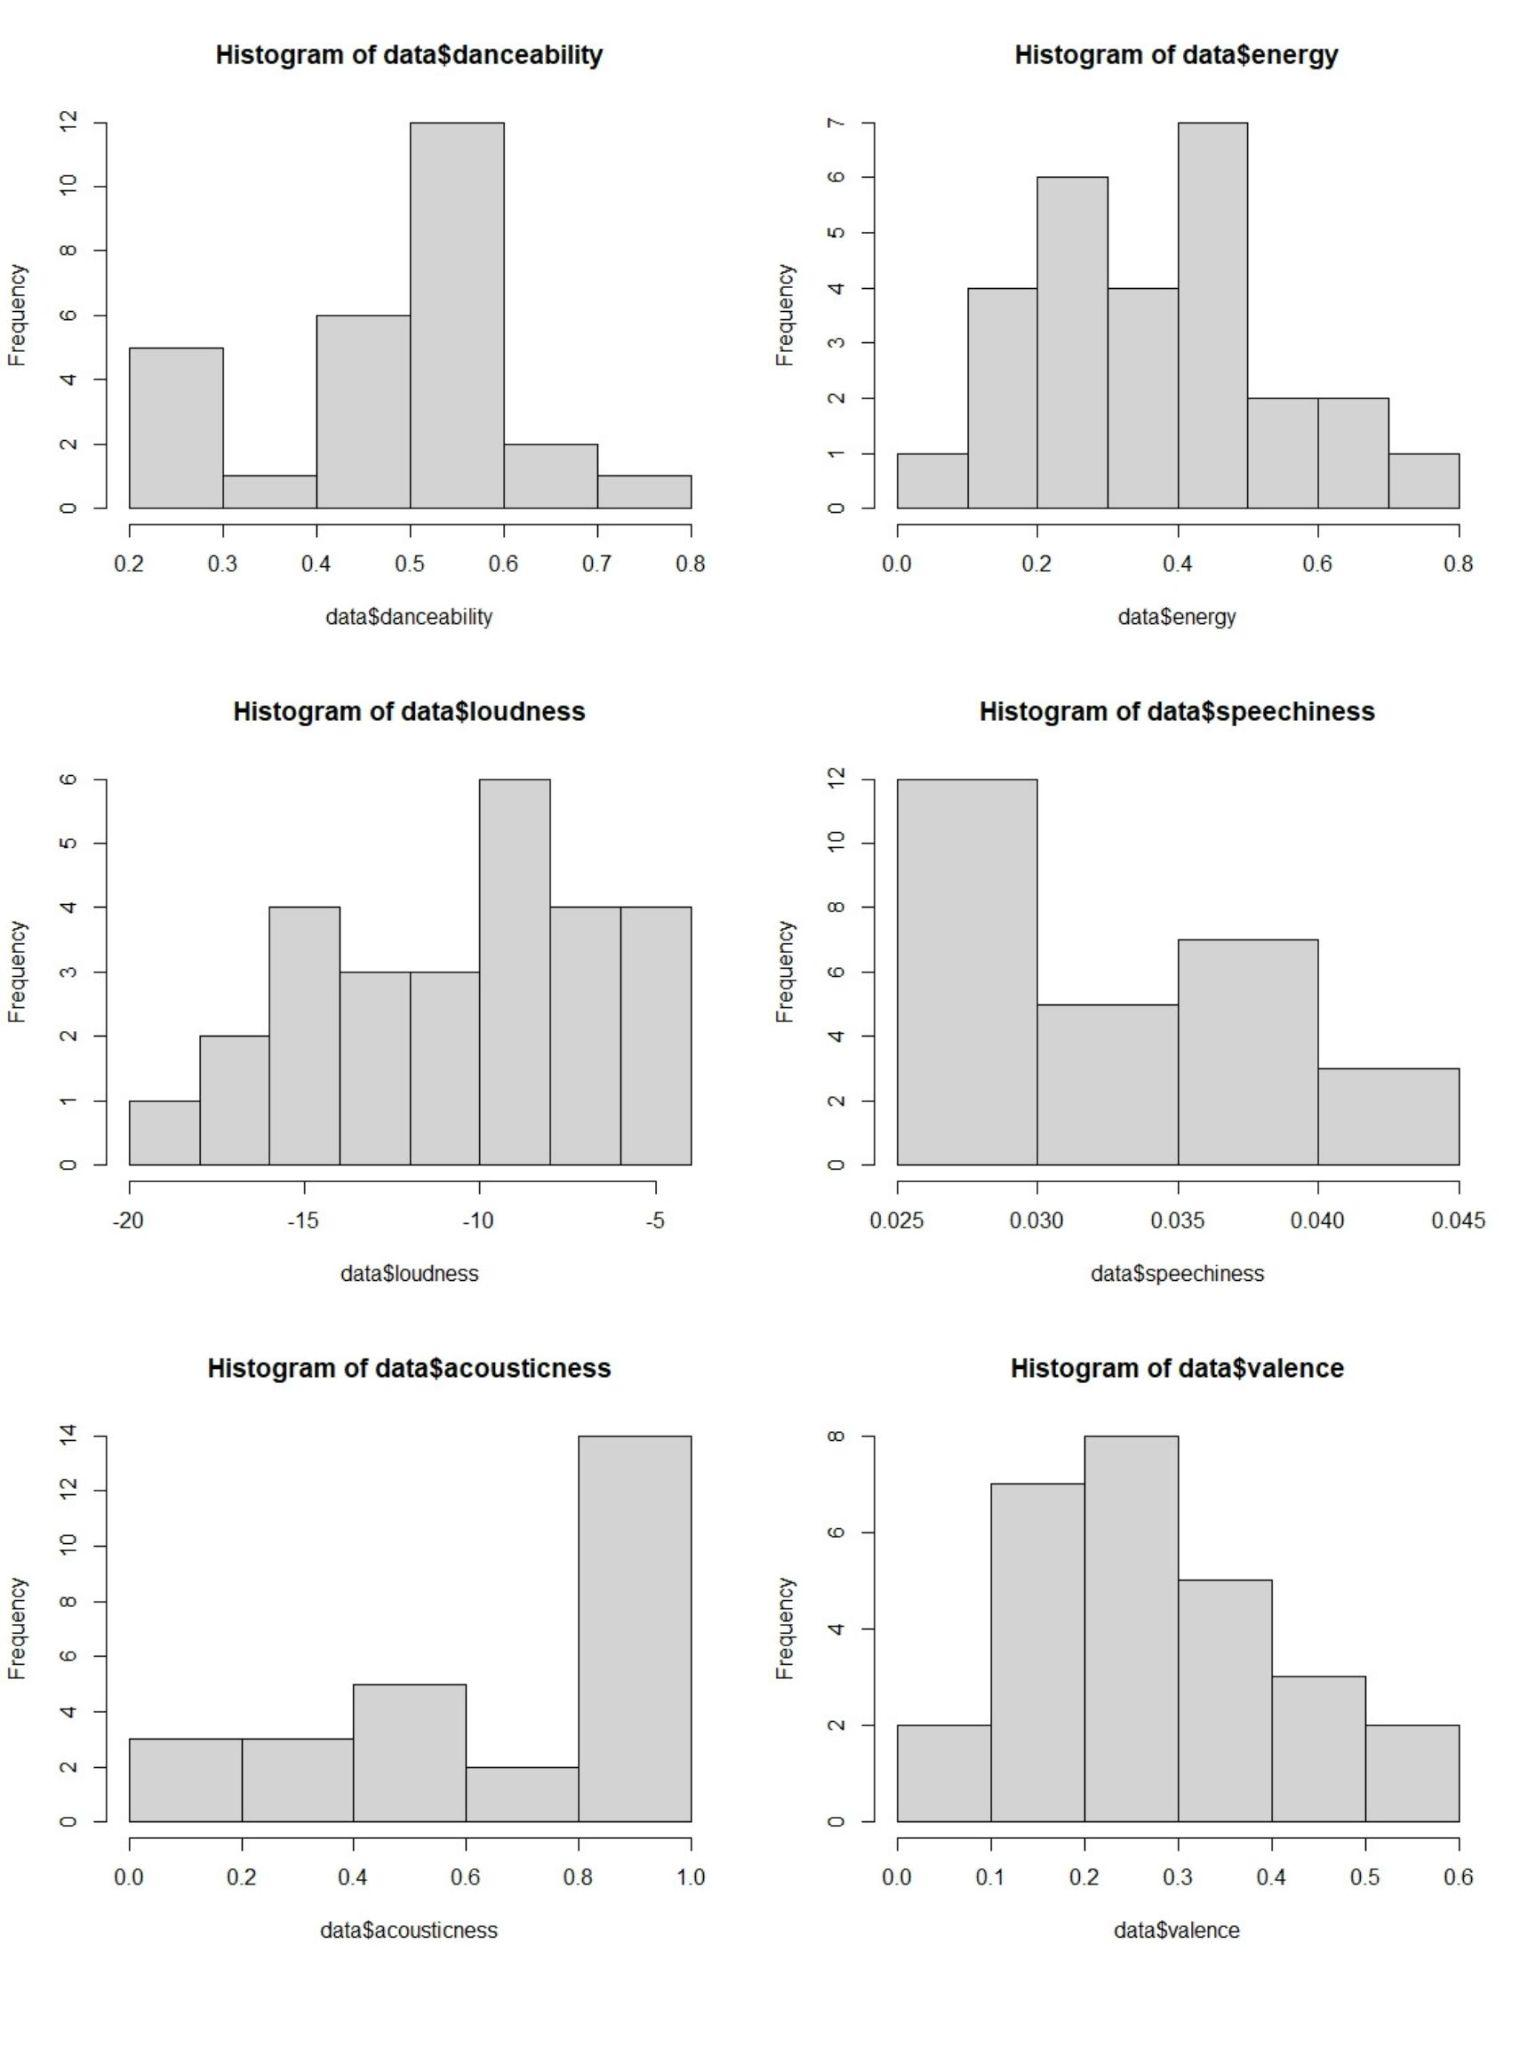 Histogram of data$danceability
Frequency
0 2 4 6 8 10 12
0.2 0.3 0.4 0.5 0.6 0.7 0.8
data$danceability
Histogram of data$energy
Frequency
0 1 2 3 4 5 6 7
0.0 0.2 0.4 0.6 0.8
data$energy
Histogram of data$loudness
Frequency
0 1 2 3 4 5 6
-20 -15 -10 -5
data$loudness
Histogram of data$speechiness
Frequency
0 2 4 6 8 10 12
0.025 0.030 0.035 0.040 0.045
data$speechiness
Histogram of data$acousticness
Frequency
0 2 4 6 8 10 12 14
0.0 0.2 0.4 0.6 0.8 1.0
data$acousticness
Histogram of data$valence
Frequency
0 2 4 6 8
0.0 0.1 0.2 0.3 0.4 0.5 0.6
data$valence